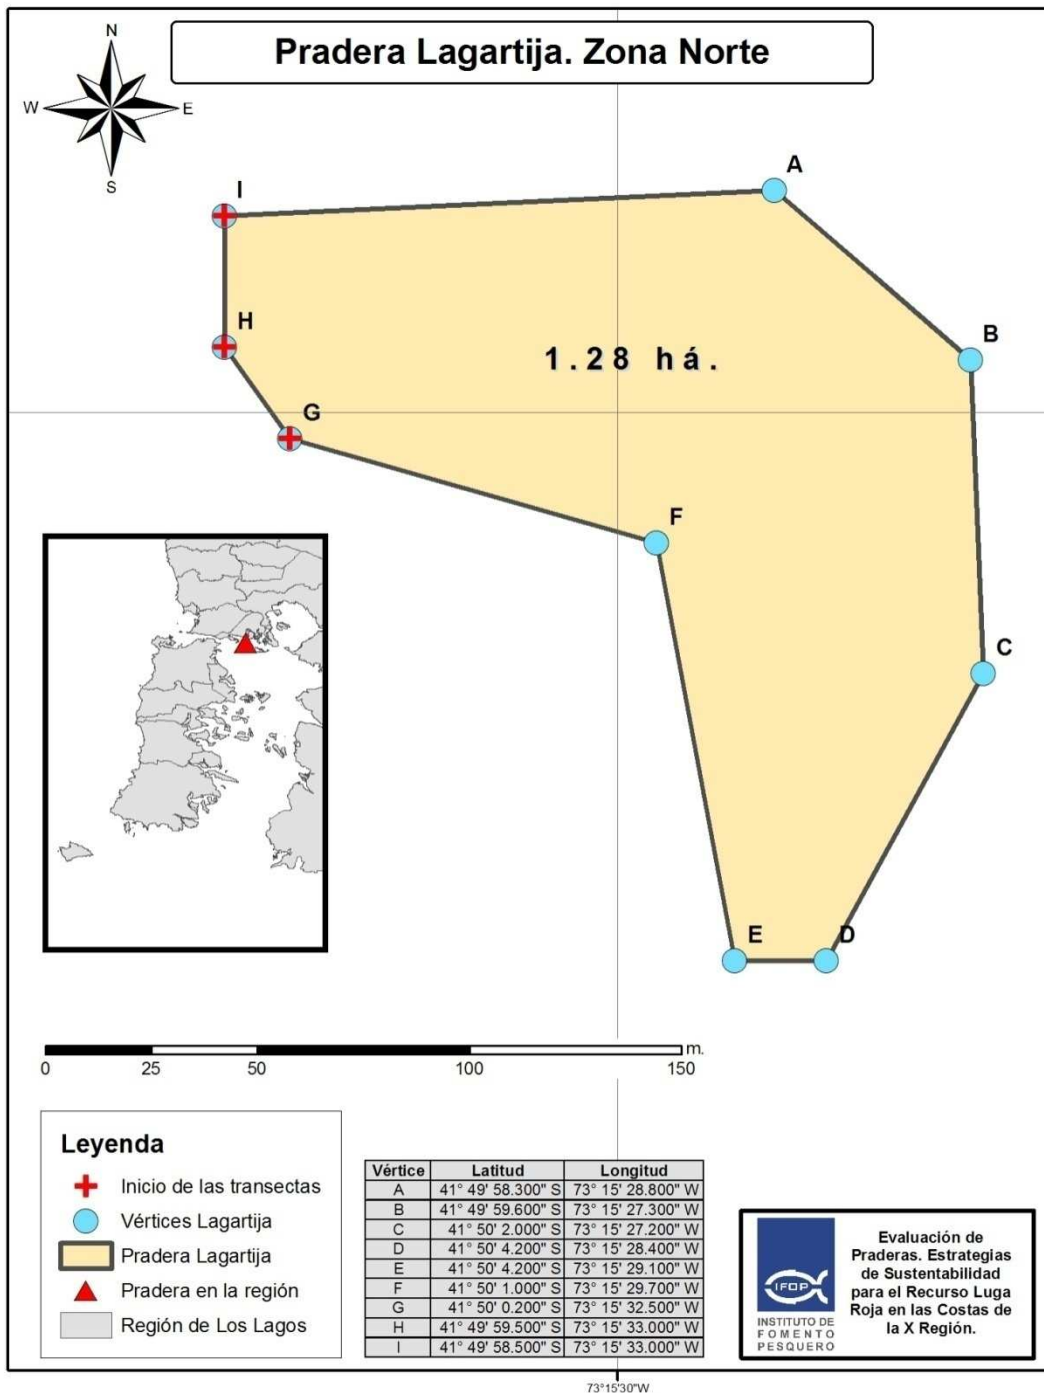 Pradera Lagartija. Zona Norte
N
W
E
S
I
A
H
B
1.28 há.
G
F
C
E
D
m.
0
25
50
100
150
Leyenda
Inicio de las transectas
Vértices Lagartija
Pradera Lagartija
Pradera en la región
Región de Los Lagos
Vértice Latitud Longitud
A 41° 49' 58.300" S 73° 15' 28.800" W
B 41° 49' 59.600" S 73° 15' 27.300" W
C 41° 50' 2.000" S 73° 15' 27.200" W
D 41° 50' 4.200" S 73° 15' 28.400" W
E 41° 50' 4.200" S 73° 15' 29.100" W
F 41° 50' 1.000" S 73° 15' 29.700" W
G 41° 50' 0.200" S 73° 15' 32.500" W
H 41° 49' 59.500" S 73° 15' 33.000" W
I 41° 49' 58.500" S 73° 15' 33.000" W
IFOP
INSTITUTO DE
FOMENTO
PESQUERO
Evaluación de
Praderas. Estrategias
de Sustentabilidad
para el Recurso Luga
Roja en las Costas de
la X Región.
73°15'30"W